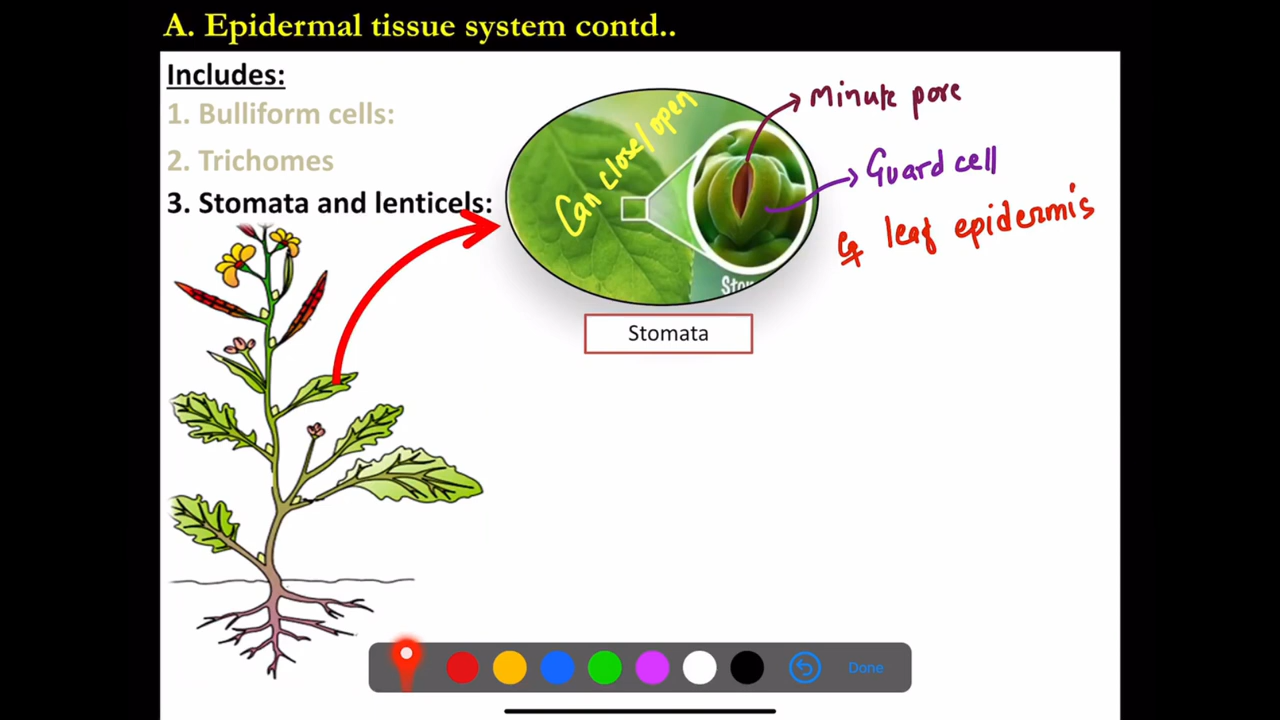 A. Epidermal tissue system contd..
Includes:
1. Bulliform cells:
2. Trichomes
3. Stomata and lenticels:
Can close/open
Minute pore
Guard cell
Eg leaf epidermis
Stomata
Done